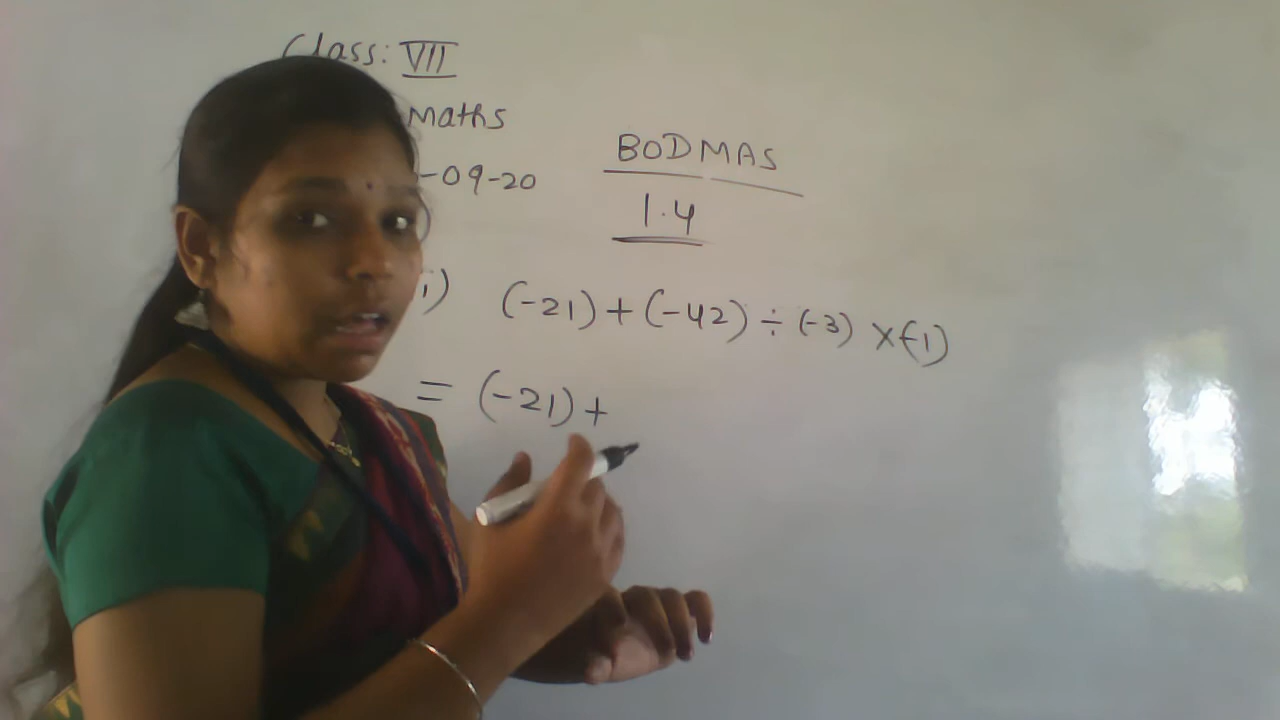 Class: VII
Maths
-09-20
BODMAS
1.4
i) (-21) + (-42) ÷ (-3) × (-1)
= (-21) +